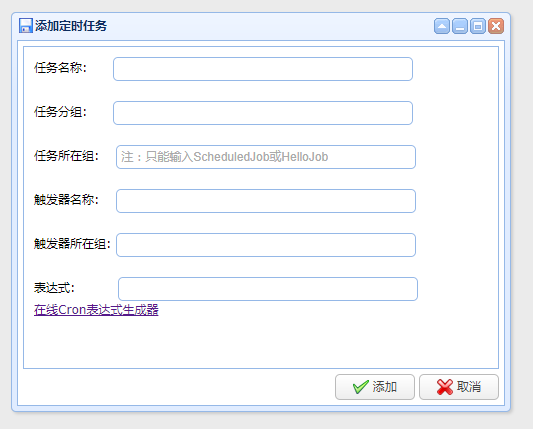 添加定时任务
任务名称:
任务分组:
任务所在组: 注：只能输入ScheduledJob或HelloJob
触发器名称:
触发器所在组:
表达式:
在线Cron表达式生成器
添加 取消